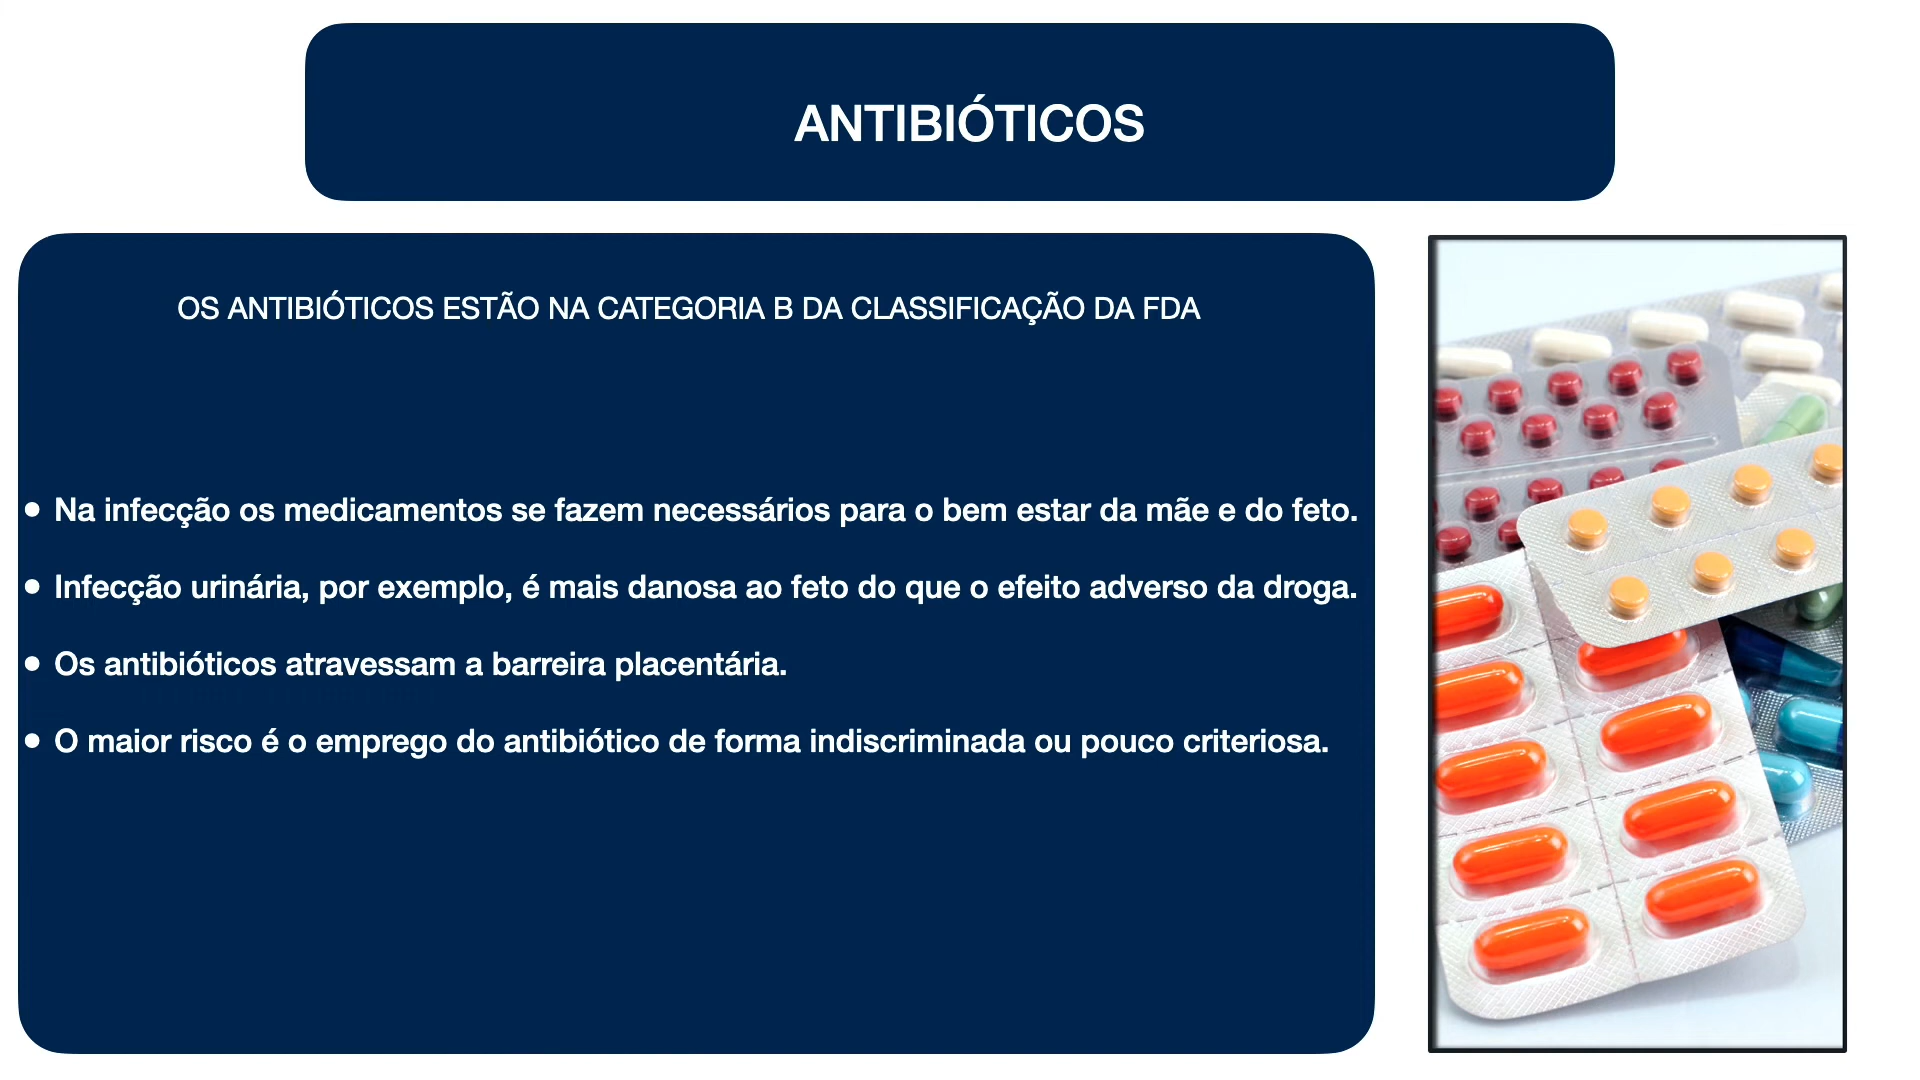 ANTIBIÓTICOS
OS ANTIBIÓTICOS ESTÃO NA CATEGORIA B DA CLASSIFICAÇÃO DA FDA
• Na infecção os medicamentos se fazem necessários para o bem estar da mãe e do feto.
• Infecção urinária, por exemplo, é mais danosa ao feto do que o efeito adverso da droga.
• Os antibióticos atravessam a barreira placentária.
• O maior risco é o emprego do antibiótico de forma indiscriminada ou pouco criteriosa.